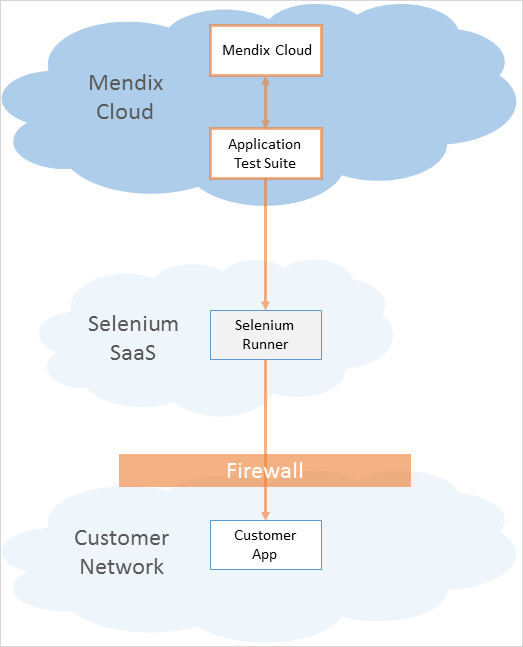 Mendix Cloud
Mendix
Cloud
Application
Test Suite
Selenium
SaaS
Selenium
Runner
Firewall
Customer
Network
Customer
App